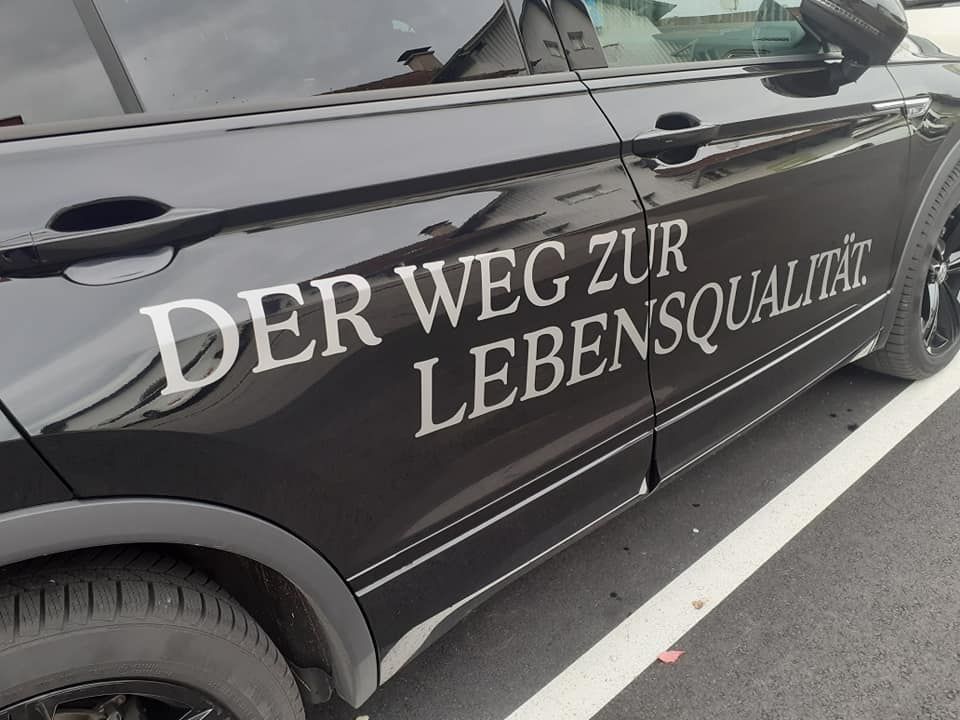 DER WEG ZUR
LEBENSQUALITÄT.